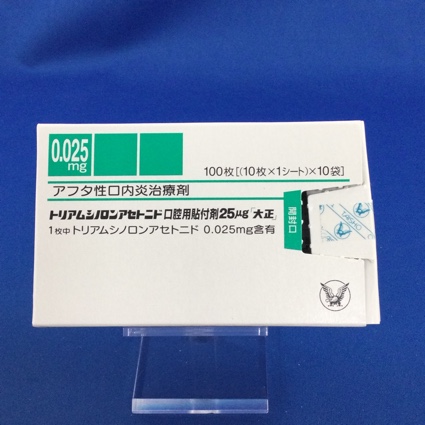 0.025
mg
100枚[(10枚×1シート)×10袋]
アフタ性口内炎治療剤
トリアムシノロンアセトニド口腔用貼付剤25μg「大正」
1枚中トリアムシノロンアセトニド 0.025mg含有
開封口
TAISHO